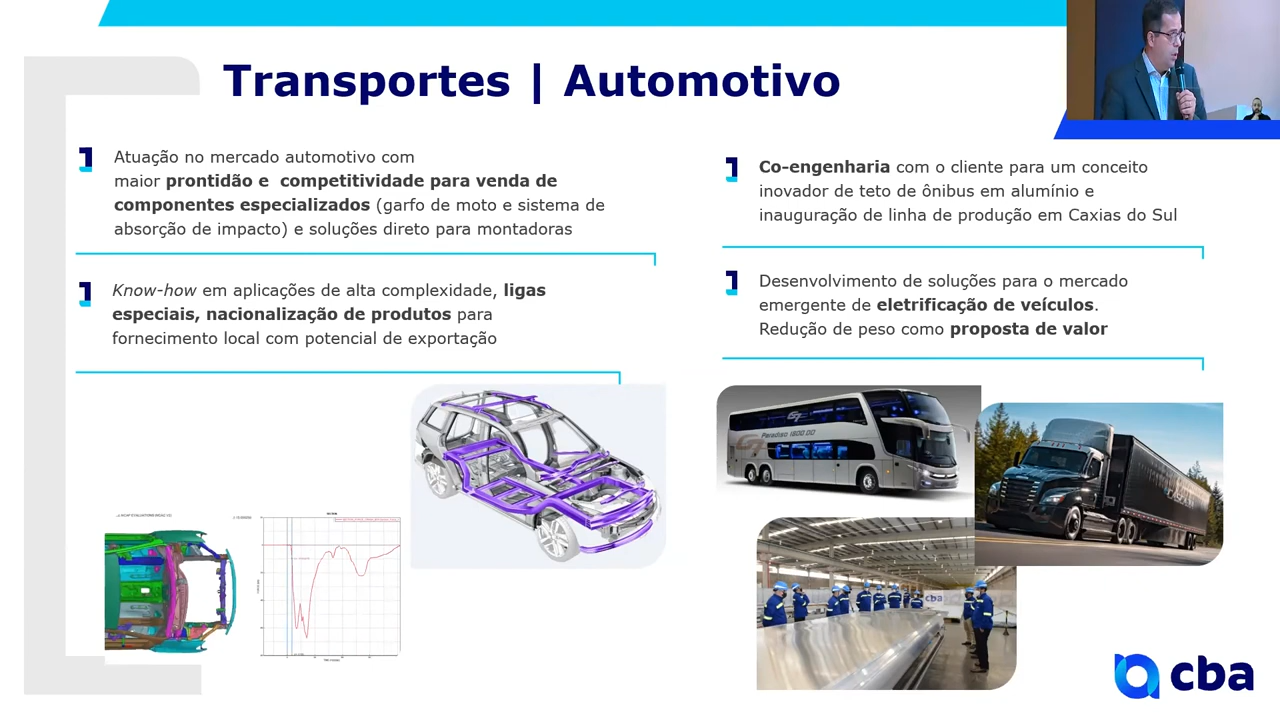 Transportes | Automotivo
Atuação no mercado automotivo com
maior prontidão e competitividade para venda de
componentes especializados (garfo de moto e sistema de
absorção de impacto) e soluções direto para montadoras
Know-how em aplicações de alta complexidade, ligas
especiais, nacionalização de produtos para
fornecimento local com potencial de exportação
Co-engenharia com o cliente para um conceito
inovador de teto de ônibus em alumínio e
inauguração de linha de produção em Caxias do Sul
Desenvolvimento de soluções para o mercado
emergente de eletrificação de veículos.
Redução de peso como proposta de valor
G7
Paradiso 1800 DD
G7
cba
cba